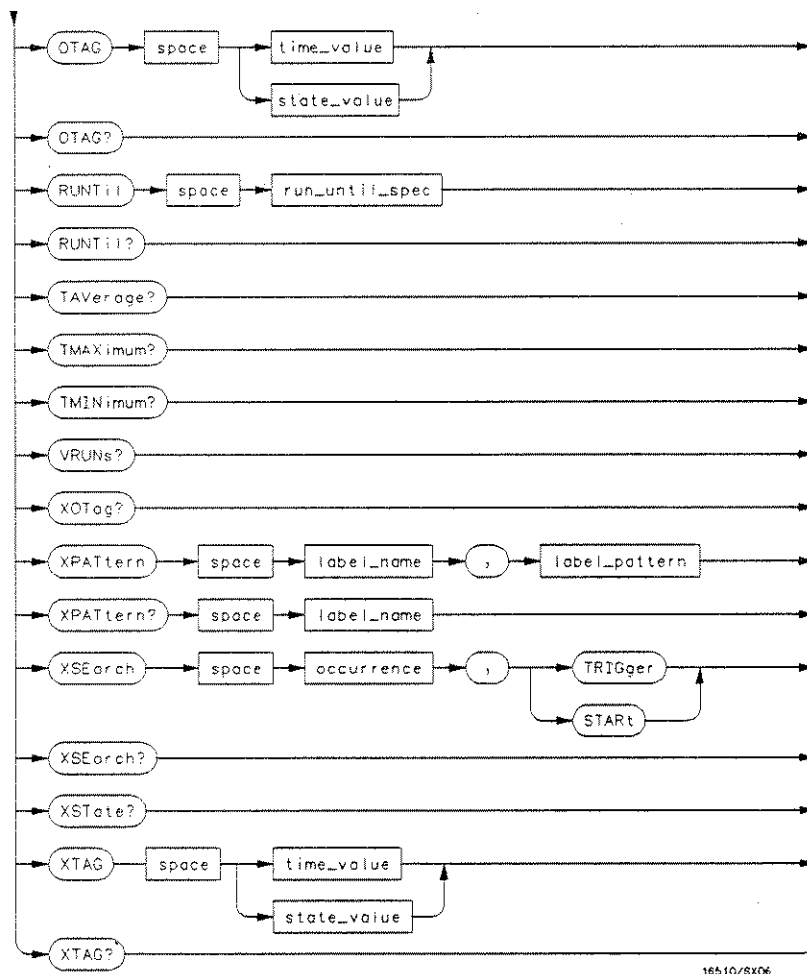 OTAG space time_value
state_value
OTAG?
RUNTil space run_until_spec
RUNTil?
TAVerage?
TMAXimum?
TMINimum?
VRUNs?
XOTag?
XPATtern space label_name , label_pattern
XPATtern? space label_name
XSEarch space occurrence , TRIGger
STARt
XSEarch?
XSTate?
XTAG space time_value
state_value
XTAG?
16510/SX06